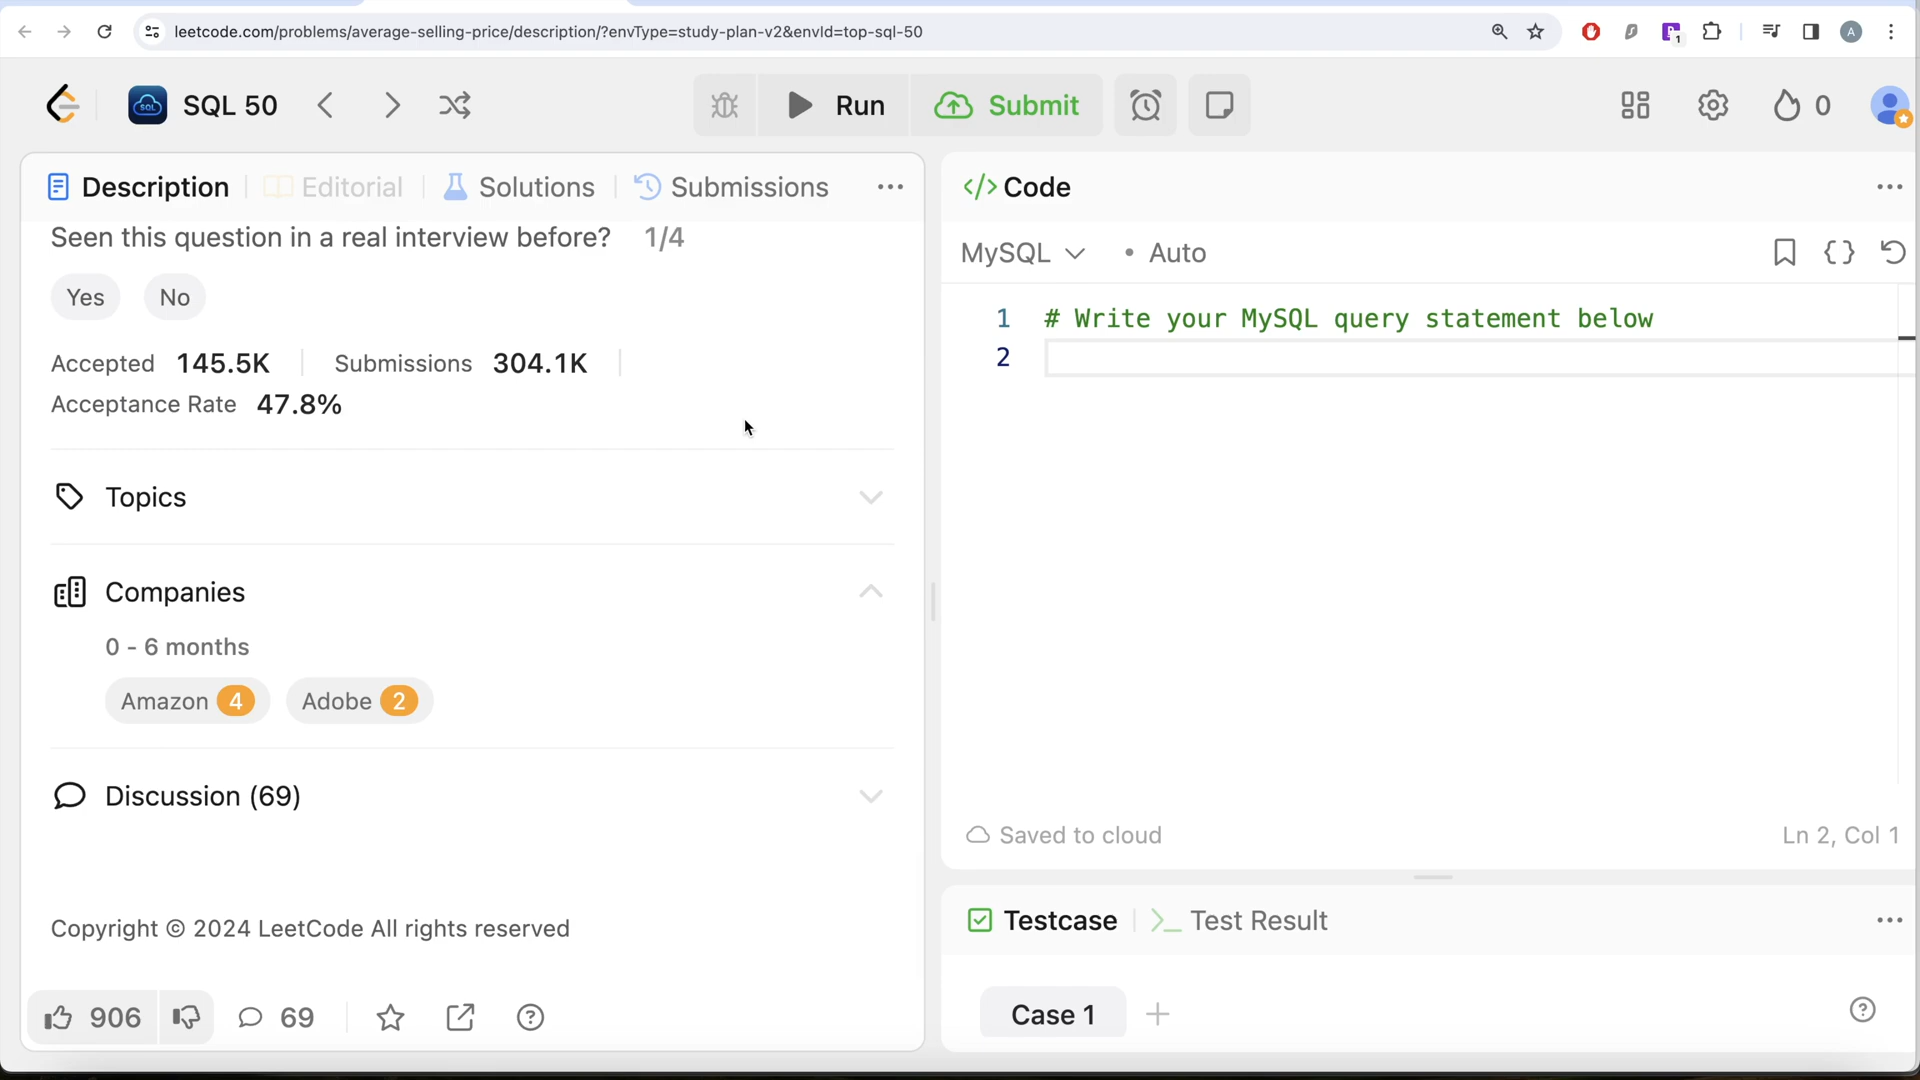 leetcode.com/problems/average-selling-price/description/?envType=study-plan-v2&envId=top-sql-50
1
A
SQL
SQL 50
Run
Submit
0
Description
Editorial
Solutions
Submissions
Code
Seen this question in a real interview before? 1/4
MySQL • Auto
Yes
No
1 # Write your MySQL query statement below
2
Accepted 145.5K
Submissions 304.1K
Acceptance Rate 47.8%
Topics
Companies
0 - 6 months
Amazon 4
Adobe 2
Discussion (69)
Saved to cloud
Ln 2, Col 1
Copyright © 2024 LeetCode All rights reserved
Testcase
Test Result
906
69
Case 1